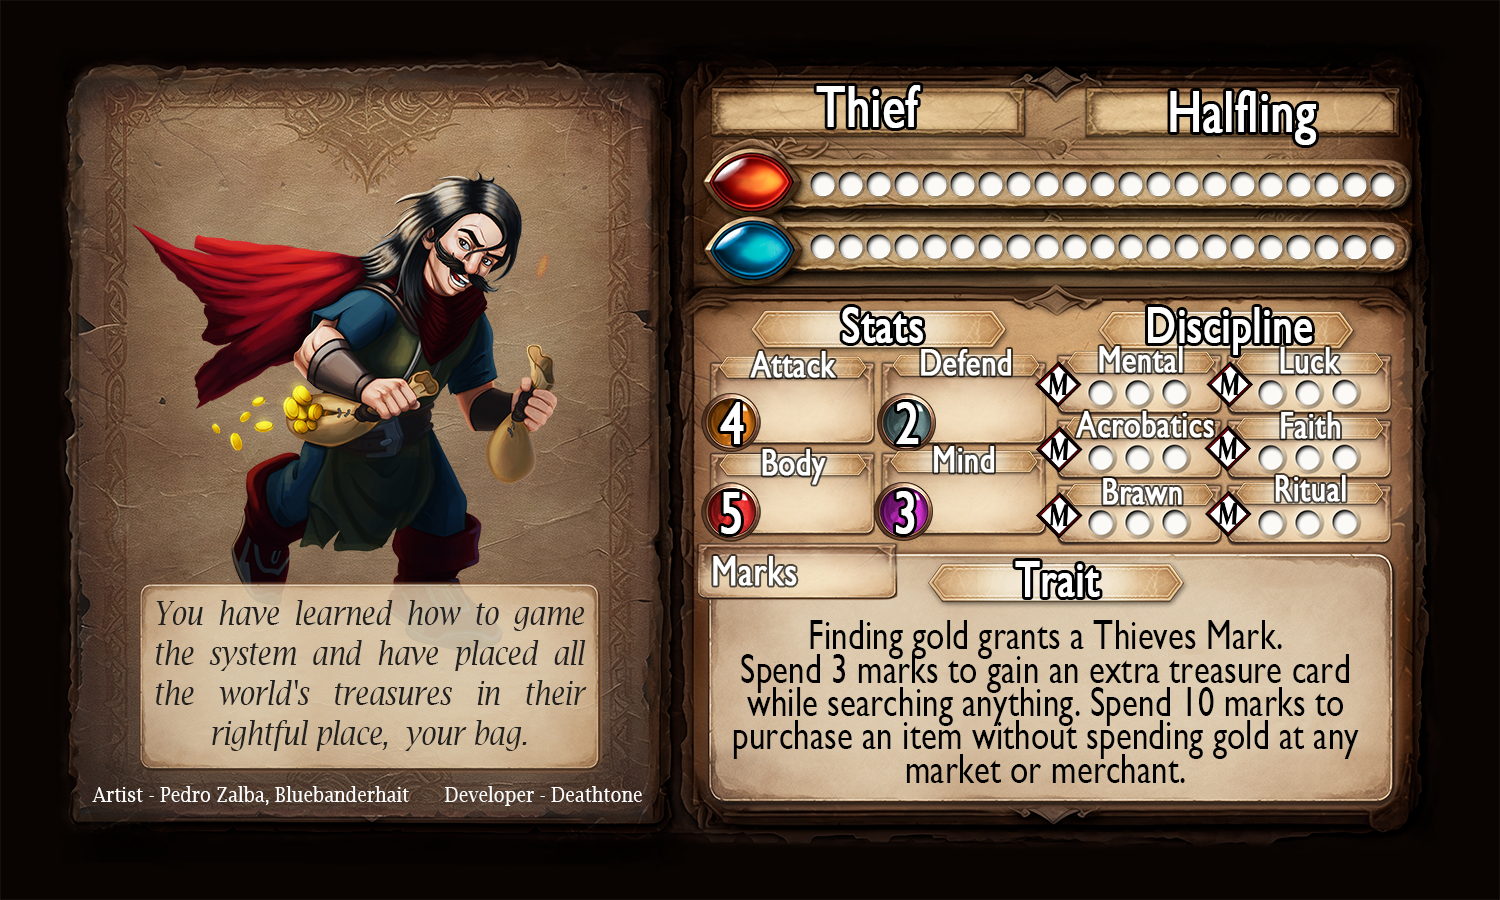 Thief
Halfling
Stats
Discipline
Attack
Defend
Mental
Luck
M
M
4
2
Acrobatics
Faith
M
M
Body
Mind
Brawn
Ritual
5
3
M
M
Marks
Trait
Finding gold grants a Thieves Mark.
Spend 3 marks to gain an extra treasure card
while searching anything. Spend 10 marks to
purchase an item without spending gold at any
market or merchant.
You have learned how to game
the system and have placed all
the world's treasures in their
rightful place, your bag.
Artist - Pedro Zalba, Bluebanderhait Developer - Deathtone